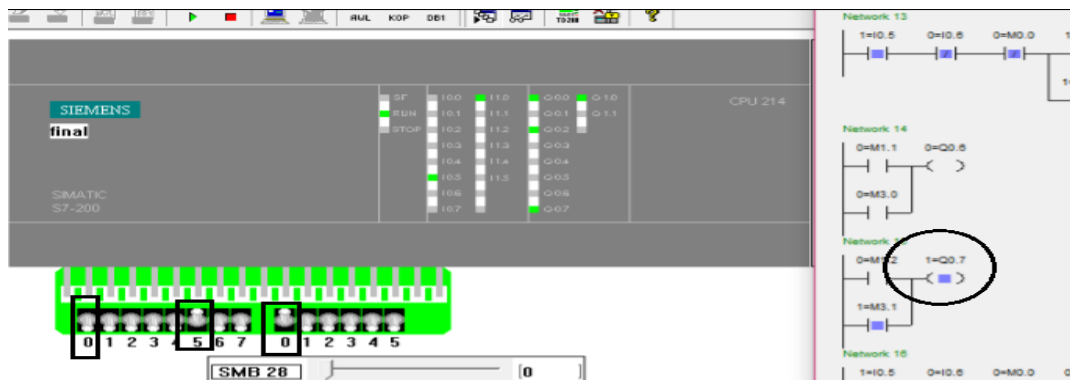 AWL KOP DB1
TD200
SIEMENS
final
SIMATIC
S7-200
SF
RUN
STOP
I0.0
I0.1
I0.2
I0.3
I0.4
I0.5
I0.6
I0.7
I1.0
I1.1
I1.2
I1.3
I1.4
I1.5
Q0.0
Q0.1
Q0.2
Q0.3
Q0.4
Q0.5
Q0.6
Q0.7
Q1.0
Q1.1
CPU 214
0 1 2 3 4 5 6 7 0 1 2 3 4 5
SMB 28 0
Network 13
1=I0.5 0=I0.6 0=M0.0
Network 14
0=M1.1 0=Q0.6
0=M3.0
Network
0=M1.2 1=Q0.7
1=M3.1
Network 16
1=I0.5 0=I0.6 0=M0.0